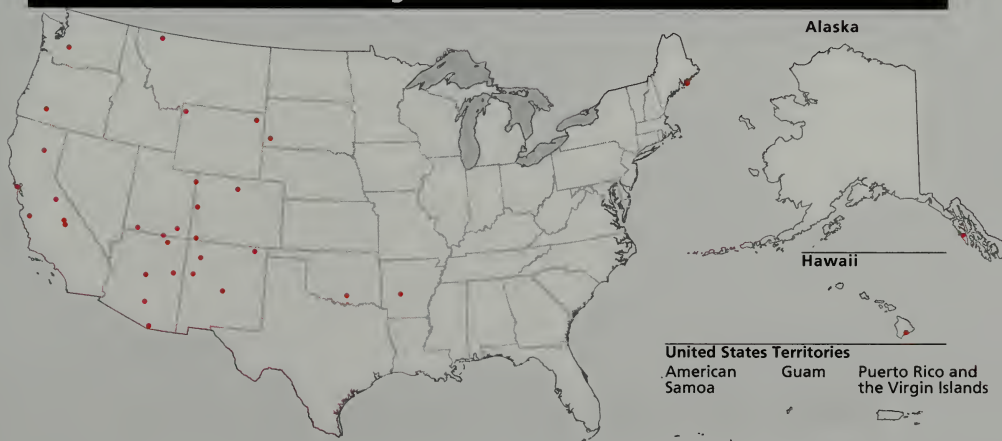 Alaska
Hawaii
United States Territories
American Samoa
Guam
Puerto Rico and
the Virgin Islands